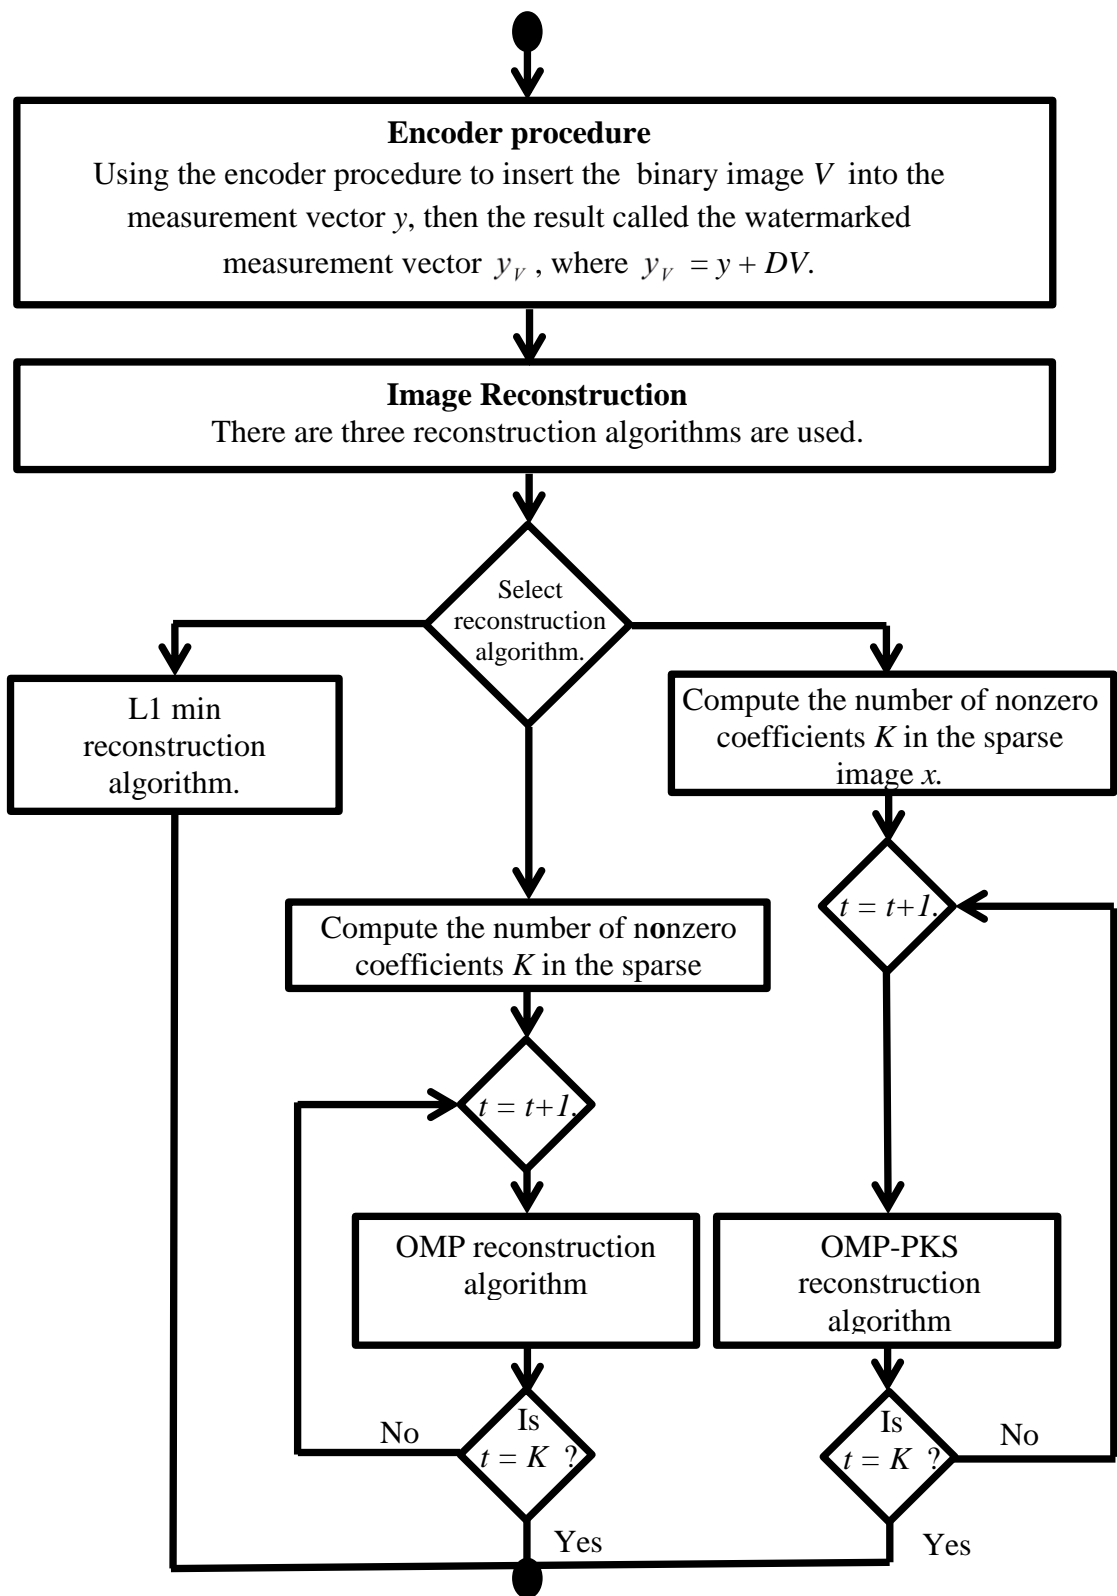 Encoder procedure
Using the encoder procedure to insert the binary image V into the
measurement vector y, then the result called the watermarked
measurement vector y_V , where y_V = y + DV.
Image Reconstruction
There are three reconstruction algorithms are used.
Select
reconstruction
algorithm.
L1 min
reconstruction
algorithm.
Compute the number of nonzero
coefficients K in the sparse
image x.
t = t+1.
Compute the number of nonzero
coefficients K in the sparse
t = t+1.
OMP reconstruction
algorithm
OMP-PKS
reconstruction
algorithm
Is
t = K ?
No
Yes
Is
t = K ?
No
Yes